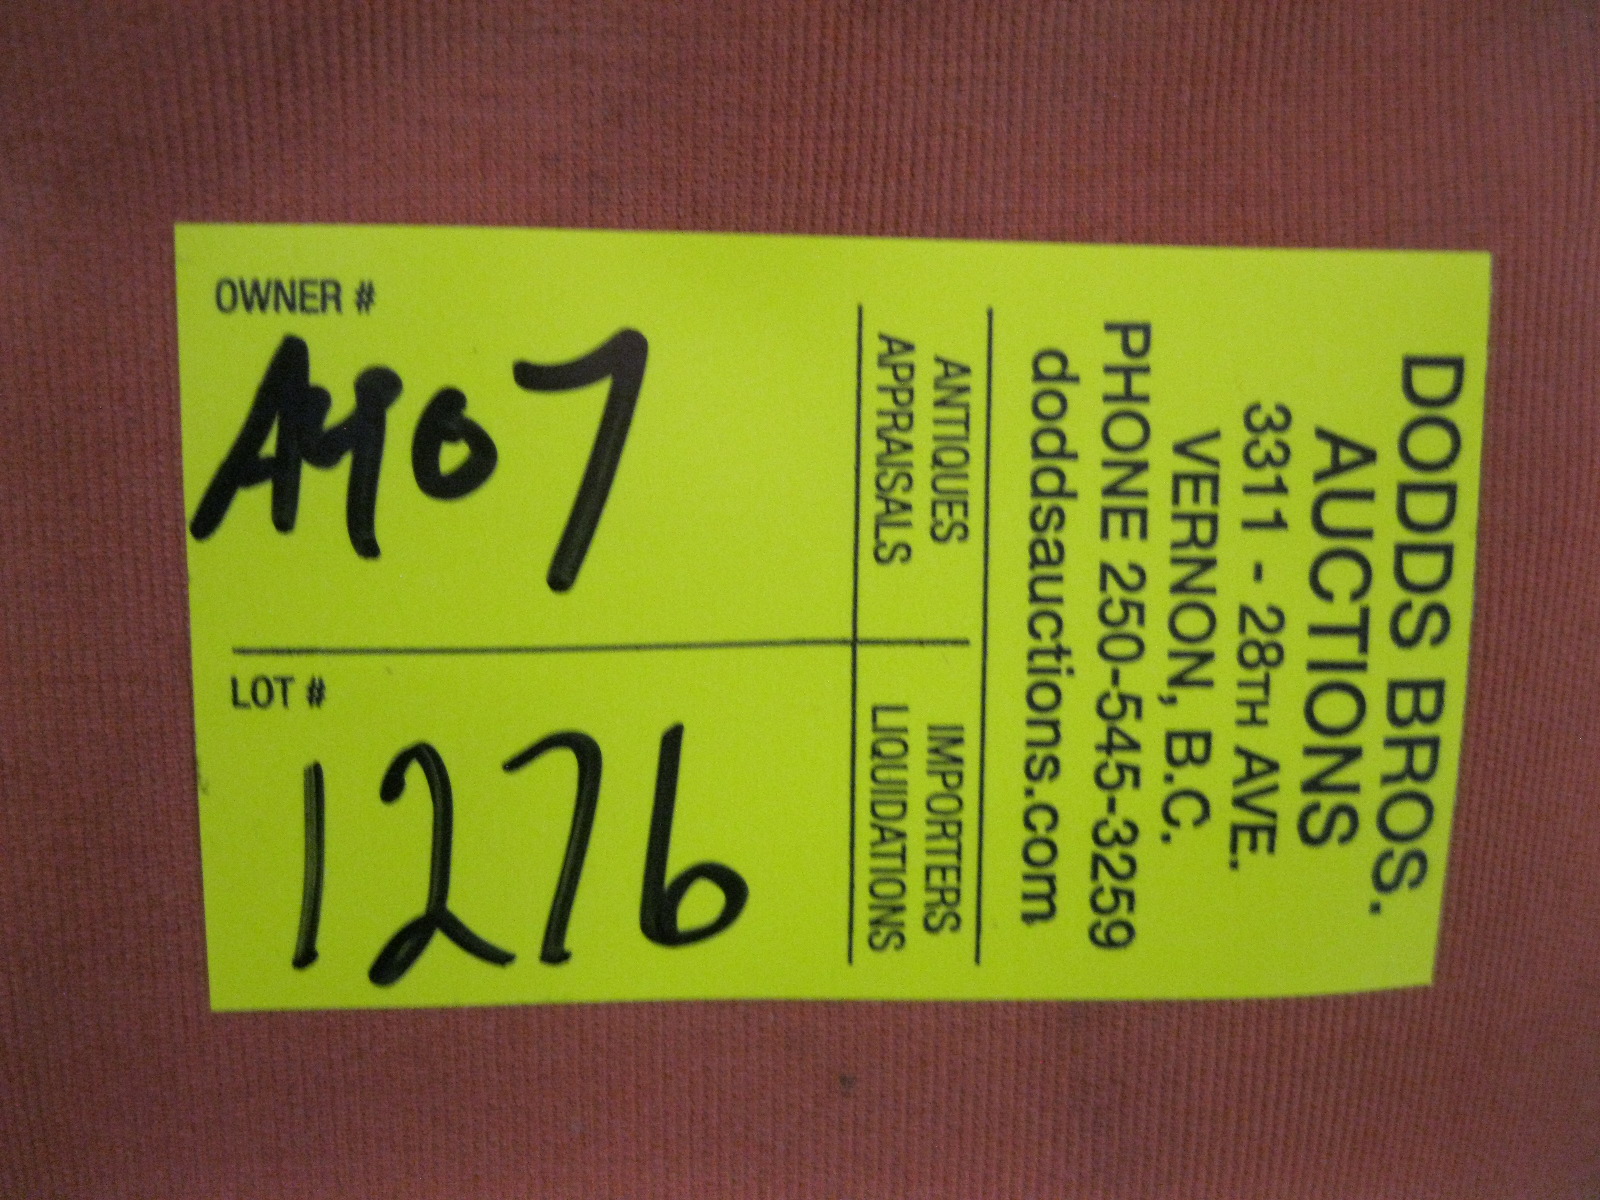 DODDS BROS.
AUCTIONS
3311 - 28TH AVE.
VERNON, B.C.
PHONE 250-545-3259
doddsauctions.com
ANTIQUES
APPRAISALS
IMPORTERS
LIQUIDATIONS
OWNER #
A407
LOT #
1276